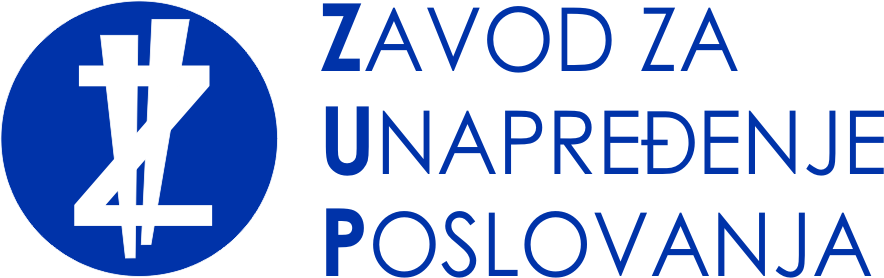 ZAVOD ZA
UNAPREĐENJE
POSLOVANJA